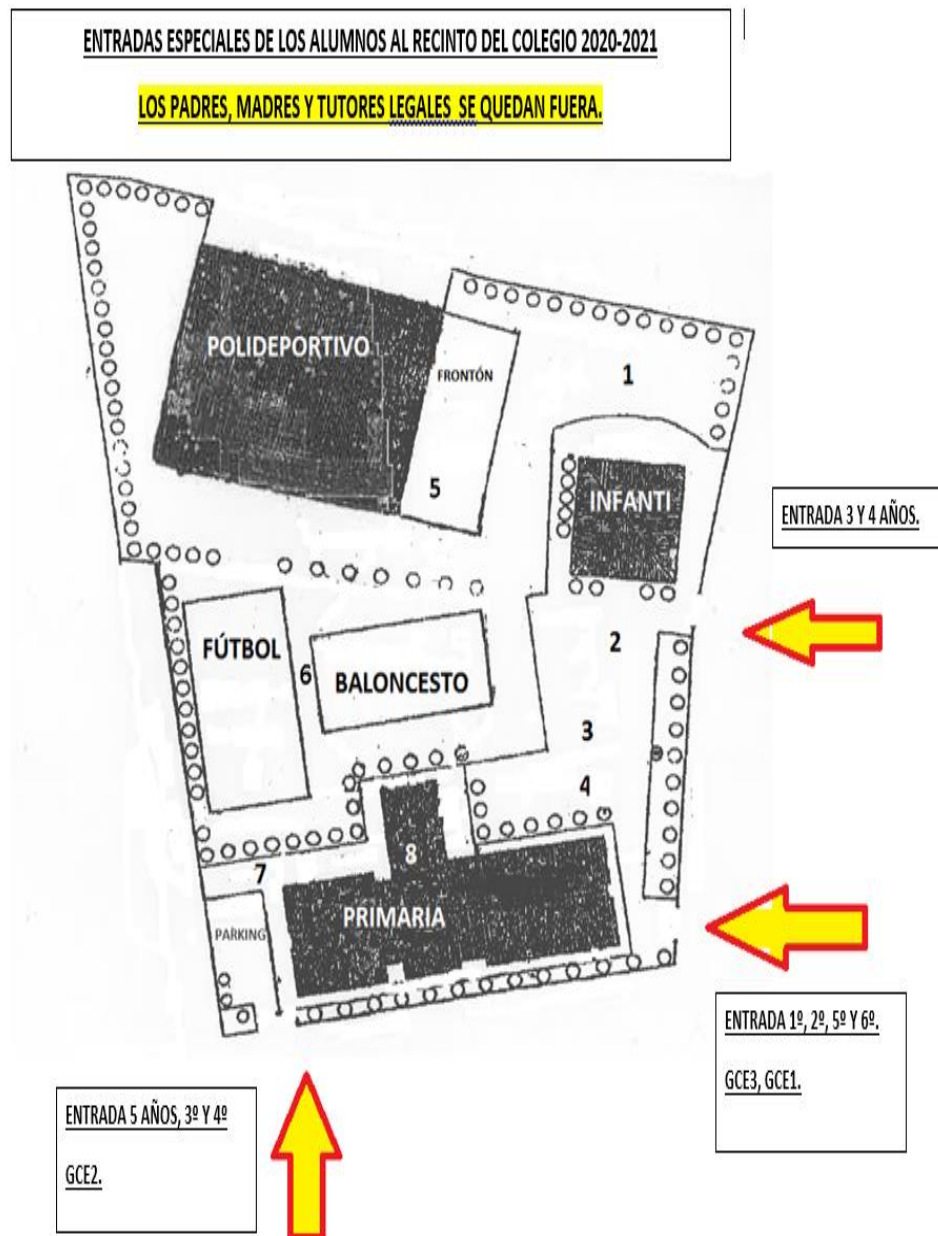 ENTRADAS ESPECIALES DE LOS ALUMNOS AL RECINTO DEL COLEGIO 2020-2021
LOS PADRES, MADRES Y TUTORES LEGALES SE QUEDAN FUERA.
POLIDEPORTIVO
FRONTÓN
1
5
INFANTI
ENTRADA 3 Y 4 AÑOS.
FÚTBOL
6
BALONCESTO
2
3
4
7
8
PRIMARIA
PARKING
ENTRADA 1º, 2º, 5º Y 6º.
GCE3, GCE1.
ENTRADA 5 AÑOS, 3º Y 4º
GCE2.